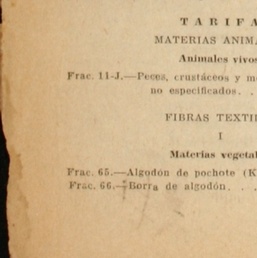 TARIFA
MATERIAS ANIMA
Animales vivos
Frac. 11-J.—Peces, crustáceos y m
no especificados. .
FIBRAS TEXTI
I
Materias vegetal
Frac. 65.—Algodón de pochote (K
Frac. 66.—Borra de algodón. . .